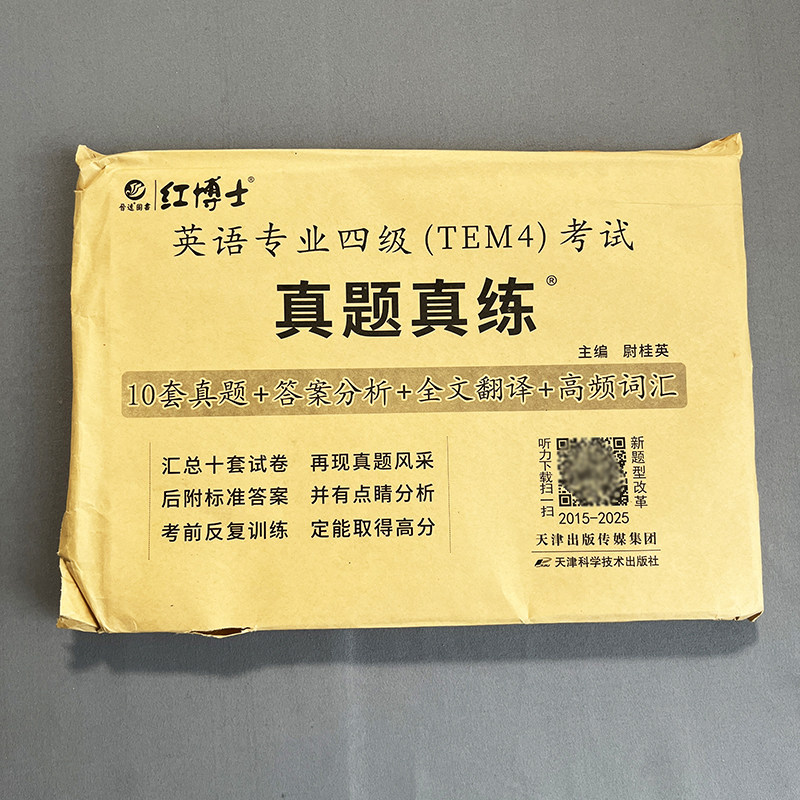 晋达图书 红博士®
英语专业四级(TEM4)考试
真题真练®
主编 尉桂英
10套真题+答案分析+全文翻译+高频词汇
汇总十套试卷 再现真题风采
后附标准答案 并有点睛分析
考前反复训练 定能取得高分
听力下载扫一扫
新题型改革
2015-2025
天津出版传媒集团
天津科学技术出版社